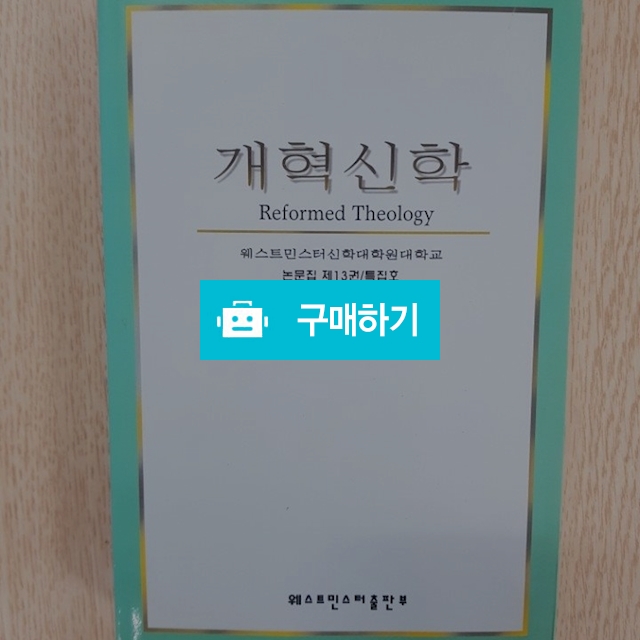 개혁신학
Reformed Theology
웨스트민스터신학대학원대학교
논문집 제13권/특집호
구매하기
웨스트민스터출판부